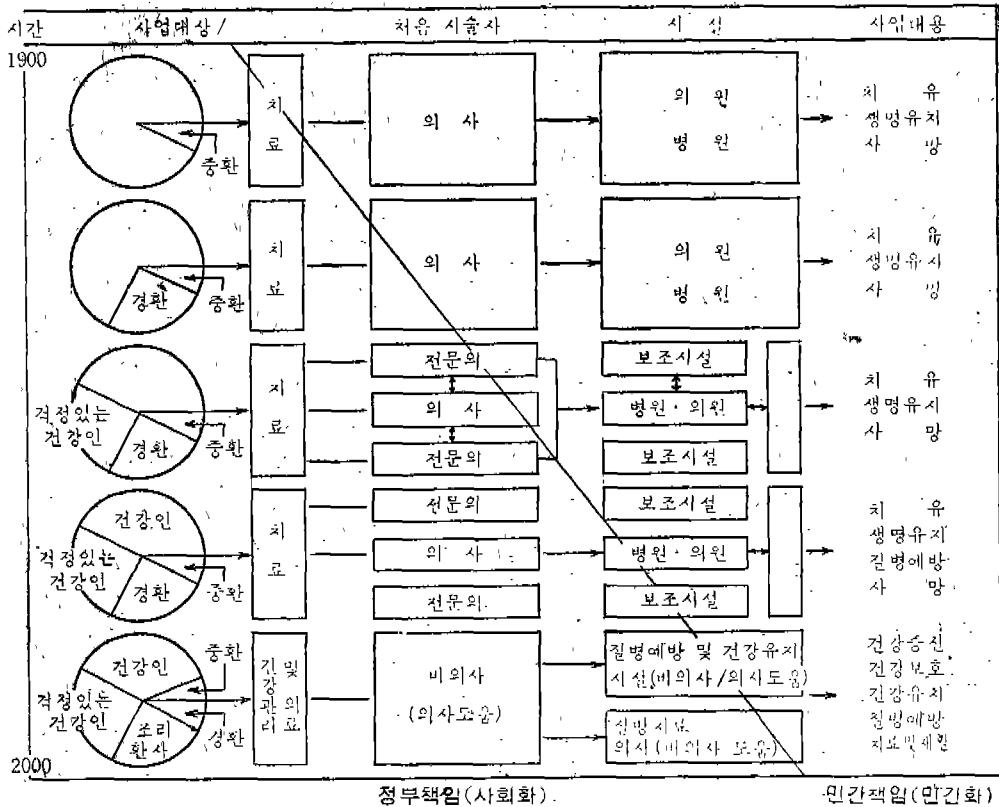 시간 사업대상 처음 시술사 시설 사업내용
1900
중환
치료
의사
의원
병원
치유
생명유지
사망
경환
중환
치료
의사
의원
병원
치유
생명유지
사망
걱정있는
건강인
경환
중환
치료
전문의
의사
전문의
보조시설
병원·의원
보조시설
치유
생명유지
사망
건강인
걱정있는
건강인
경환
중환
치료
전문의
의사
전문의
보조시설
병원·의원
보조시설
치유
생명유지
질병예방
사망
건강인
걱정있는
건강인
조리
환자
중환
경환
건강관리
및 의료
비의사
(의사도움)
질병예방 및 건강유지
시설(비의사/의사도움)
의사(비의사 도움)
건강증진
건강보호
건강유지
질병예방
치료및재활
2000
정부책임(사회화)
민간책임(민간화)